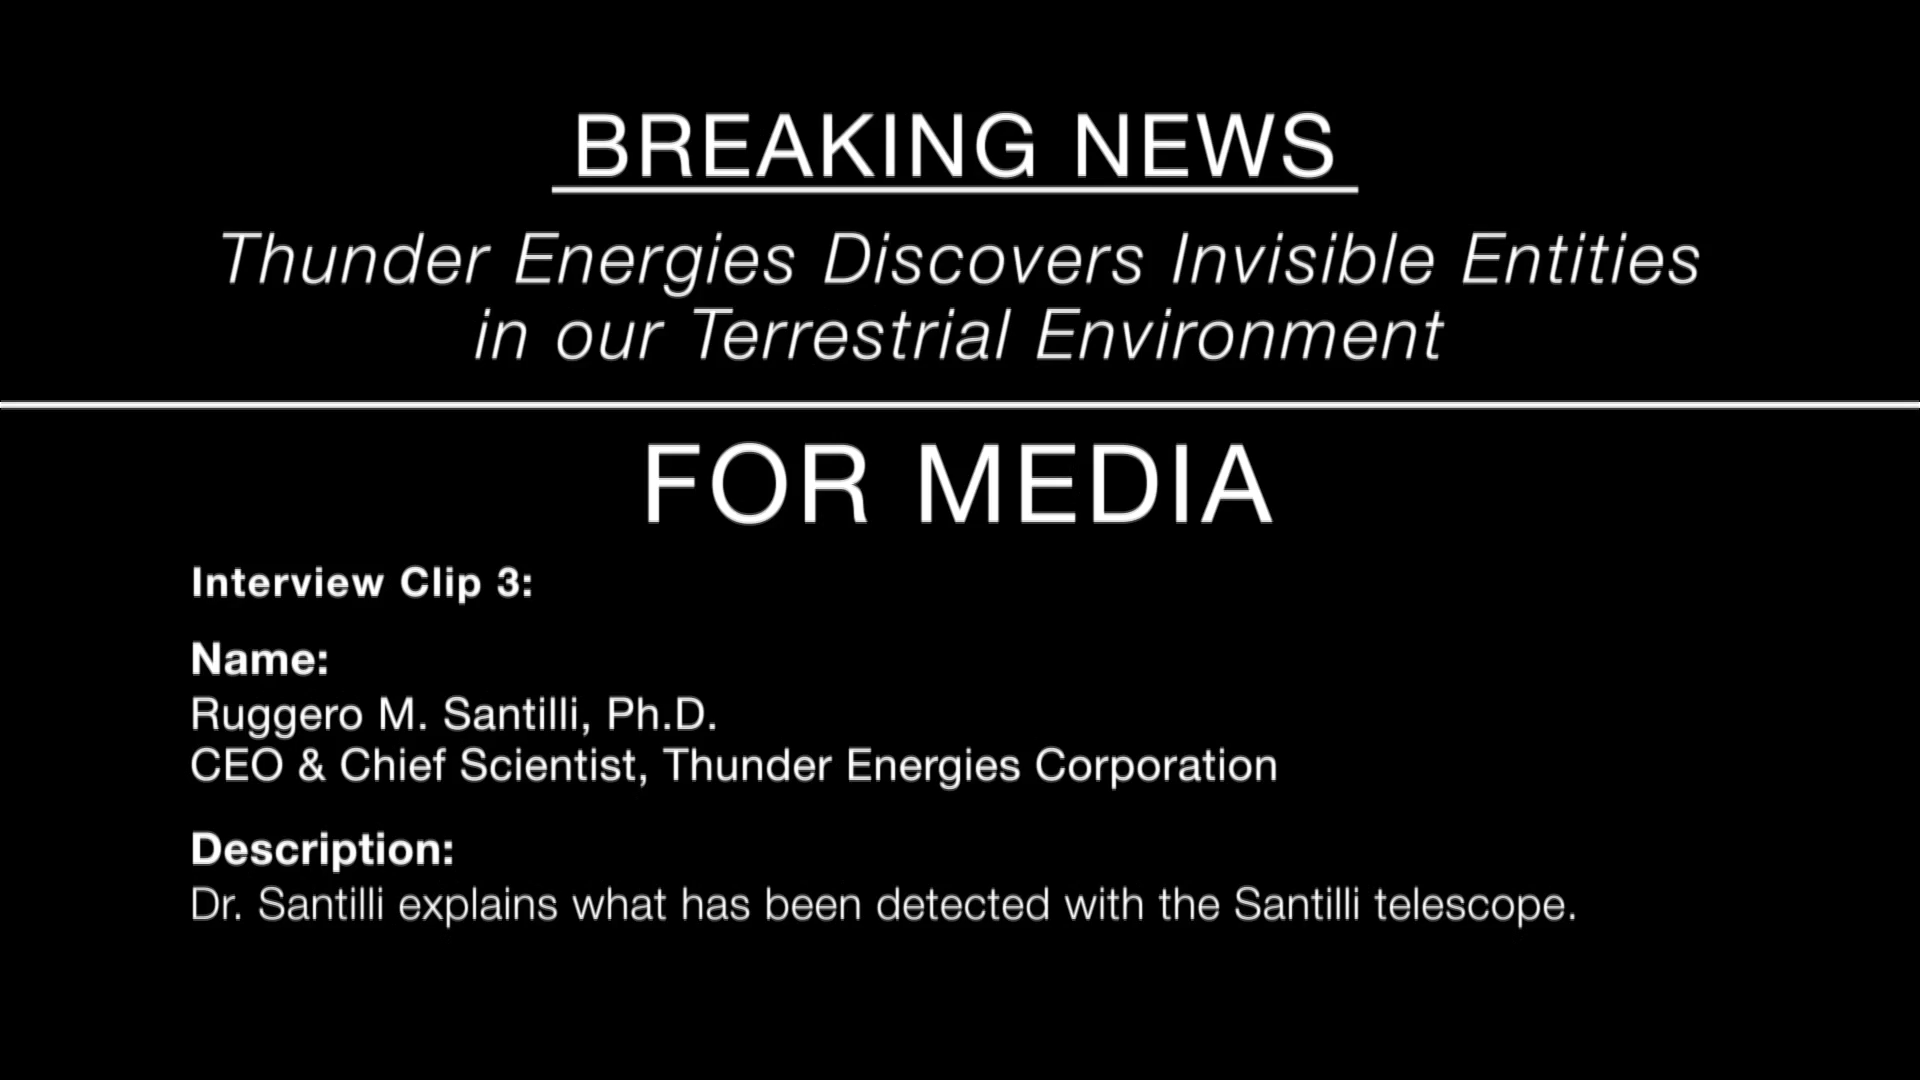 BREAKING NEWS
Thunder Energies Discovers Invisible Entities
in our Terrestrial Environment
FOR MEDIA
Interview Clip 3:
Name:
Ruggero M. Santilli, Ph.D.
CEO & Chief Scientist, Thunder Energies Corporation
Description:
Dr. Santilli explains what has been detected with the Santilli telescope.